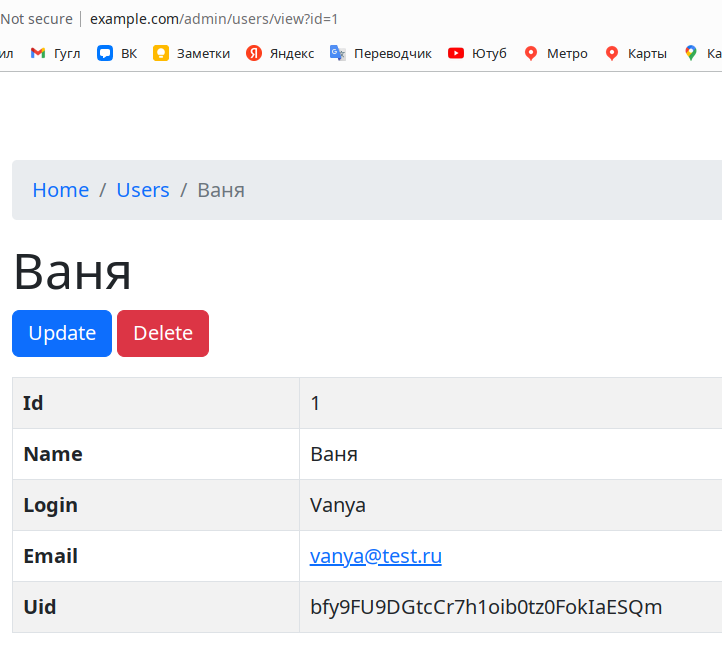 Not secure example.com/admin/users/view?id=1
ил Гугл ВК Заметки Яндекс Переводчик Ютуб Метро Карты Ка
Home / Users / Ваня
Ваня
Update Delete
Id 1
Name Ваня
Login Vanya
Email vanya@test.ru
Uid bfy9FU9DGtcCr7h1oib0tz0FokIaESQm